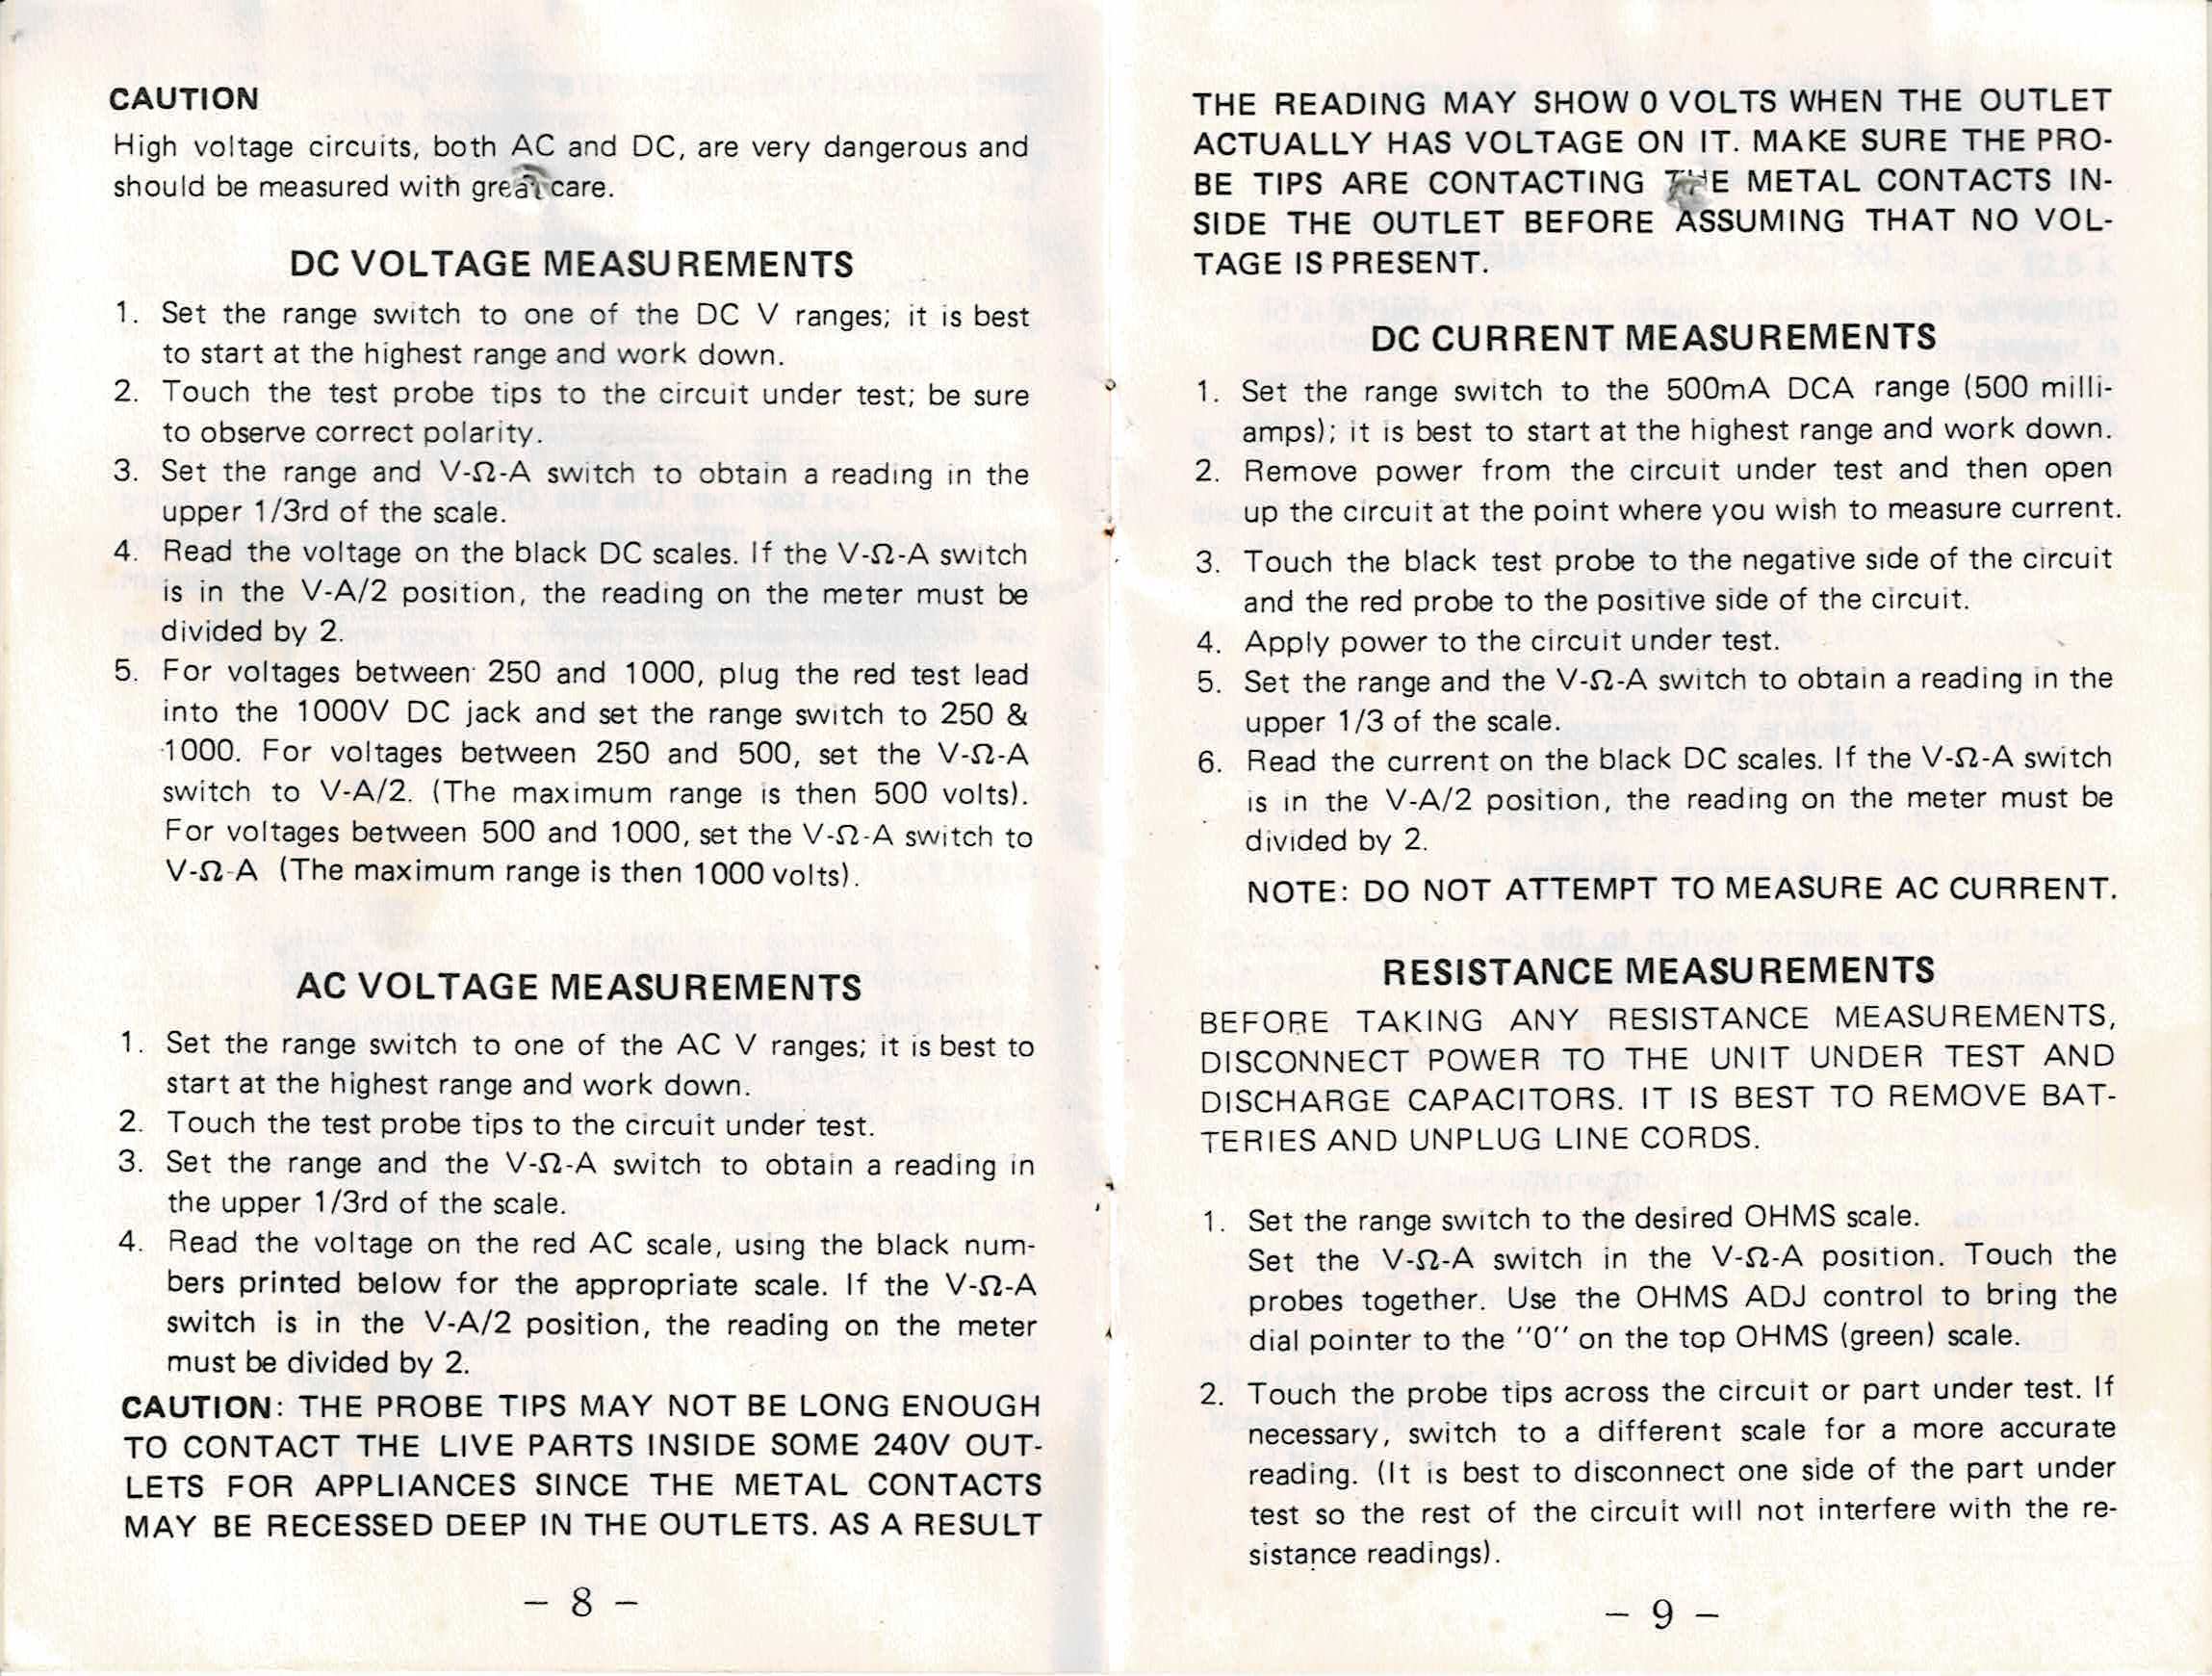 CAUTION
High voltage circuits, both AC and DC, are very dangerous and
should be measured with great care.
DC VOLTAGE MEASUREMENTS
1. Set the range switch to one of the DC V ranges; it is best
to start at the highest range and work down.
2. Touch the test probe tips to the circuit under test; be sure
to observe correct polarity.
3. Set the range and V-Ω-A switch to obtain a reading in the
upper 1/3rd of the scale.
4. Read the voltage on the black DC scales. If the V-Ω-A switch
is in the V-A/2 position, the reading on the meter must be
divided by 2.
5. For voltages between 250 and 1000, plug the red test lead
into the 1000V DC jack and set the range switch to 250 &
1000. For voltages between 250 and 500, set the V-Ω-A
switch to V-A/2. (The maximum range is then 500 volts).
For voltages between 500 and 1000, set the V-Ω-A switch to
V-Ω-A (The maximum range is then 1000 volts).
AC VOLTAGE MEASUREMENTS
1. Set the range switch to one of the AC V ranges; it is best to
start at the highest range and work down.
2. Touch the test probe tips to the circuit under test.
3. Set the range and the V-Ω-A switch to obtain a reading in
the upper 1/3rd of the scale.
4. Read the voltage on the red AC scale, using the black num-
bers printed below for the appropriate scale. If the V-Ω-A
switch is in the V-A/2 position, the reading on the meter
must be divided by 2.
CAUTION: THE PROBE TIPS MAY NOT BE LONG ENOUGH
TO CONTACT THE LIVE PARTS INSIDE SOME 240V OUT-
LETS FOR APPLIANCES SINCE THE METAL CONTACTS
MAY BE RECESSED DEEP IN THE OUTLETS. AS A RESULT
- 8 -
THE READING MAY SHOW 0 VOLTS WHEN THE OUTLET
ACTUALLY HAS VOLTAGE ON IT. MAKE SURE THE PRO-
BE TIPS ARE CONTACTING THE METAL CONTACTS IN-
SIDE THE OUTLET BEFORE ASSUMING THAT NO VOL-
TAGE IS PRESENT.
DC CURRENT MEASUREMENTS
1. Set the range switch to the 500mA DCA range (500 milli-
amps); it is best to start at the highest range and work down.
2. Remove power from the circuit under test and then open
up the circuit at the point where you wish to measure current.
3. Touch the black test probe to the negative side of the circuit
and the red probe to the positive side of the circuit.
4. Apply power to the circuit under test.
5. Set the range and the V-Ω-A switch to obtain a reading in the
upper 1/3 of the scale.
6. Read the current on the black DC scales. If the V-Ω-A switch
is in the V-A/2 position, the reading on the meter must be
divided by 2.
NOTE: DO NOT ATTEMPT TO MEASURE AC CURRENT.
RESISTANCE MEASUREMENTS
BEFORE TAKING ANY RESISTANCE MEASUREMENTS,
DISCONNECT POWER TO THE UNIT UNDER TEST AND
DISCHARGE CAPACITORS. IT IS BEST TO REMOVE BAT-
TERIES AND UNPLUG LINE CORDS.
1. Set the range switch to the desired OHMS scale.
Set the V-Ω-A switch in the V-Ω-A position. Touch the
probes together. Use the OHMS ADJ control to bring the
dial pointer to the "0" on the top OHMS (green) scale.
2. Touch the probe tips across the circuit or part under test. If
necessary, switch to a different scale for a more accurate
reading. (It is best to disconnect one side of the part under
test so the rest of the circuit will not interfere with the re-
sistance readings).
- 9 -